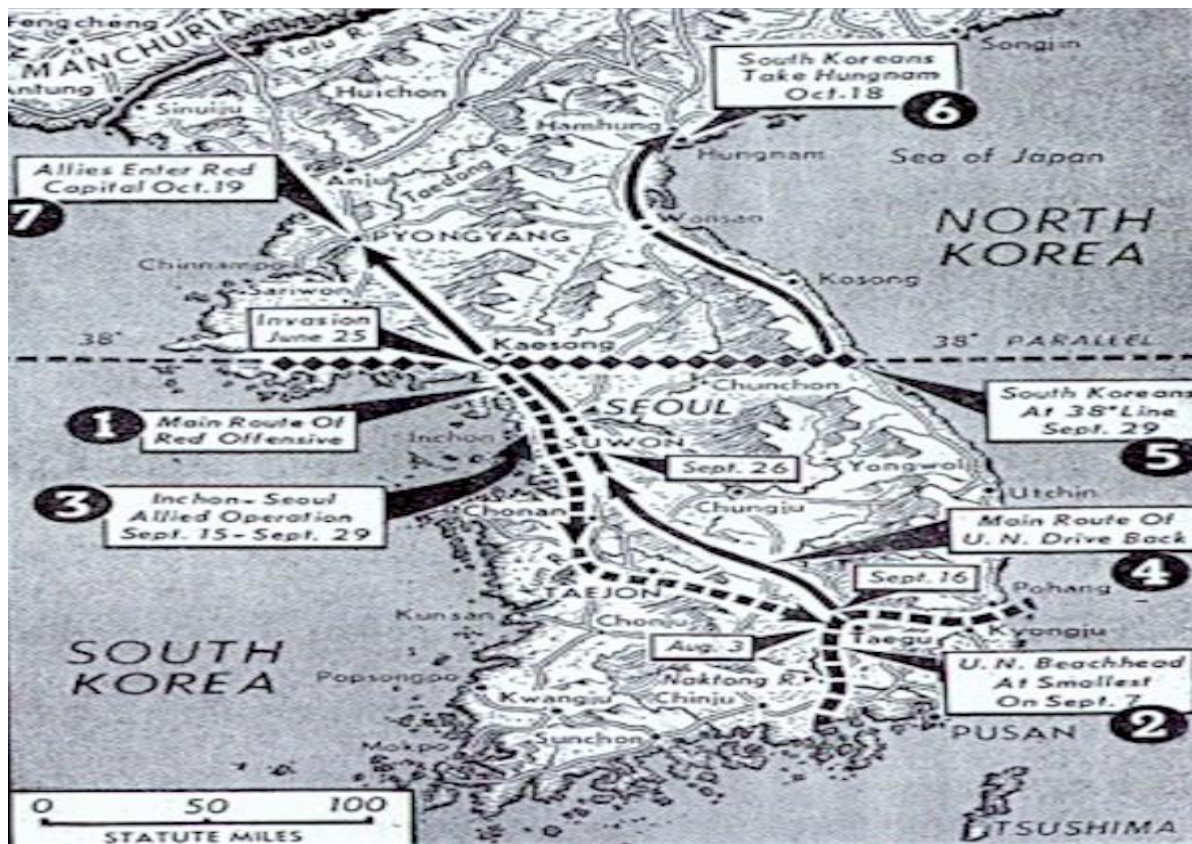 Fengcheng
MANCHURIA
Antung
Yalu R.
Sinuiju
Huichon
Songjin
South Koreans
Take Hungnam
Oct. 18
6
Hamhung
Hungnam
Sea of Japan
Allies Enter Red
Capital Oct. 19
7
Anju
Taedong R.
Wonsan
NORTH
KOREA
PYONGYANG
Chinnampo
Sariwon
Kosong
Invasion
June 25
38°
Kaesong
38° PARALLEL
Chunchon
South Koreans
At 38° Line
Sept. 29
5
1
Main Route Of
Red Offensive
SEOUL
Inchon
SUWON
Sept. 26
Yongwol
Utchin
3
Inchon - Seoul
Allied Operation
Sept. 15 - Sept. 29
Chonan
Chungju
Main Route Of
U. N. Drive Back
4
Sept. 16
Pohang
TAEJON
Kunsan
Chonju
Aug. 3
Taegu
Kyongju
SOUTH
KOREA
Popsongpo
Naktong R.
U. N. Beachhead
At Smallest
On Sept. 7
2
Kwangju
Chinju
PUSAN
Mokpo
Sunchon
0 50 100
STATUTE MILES
TSUSHIMA